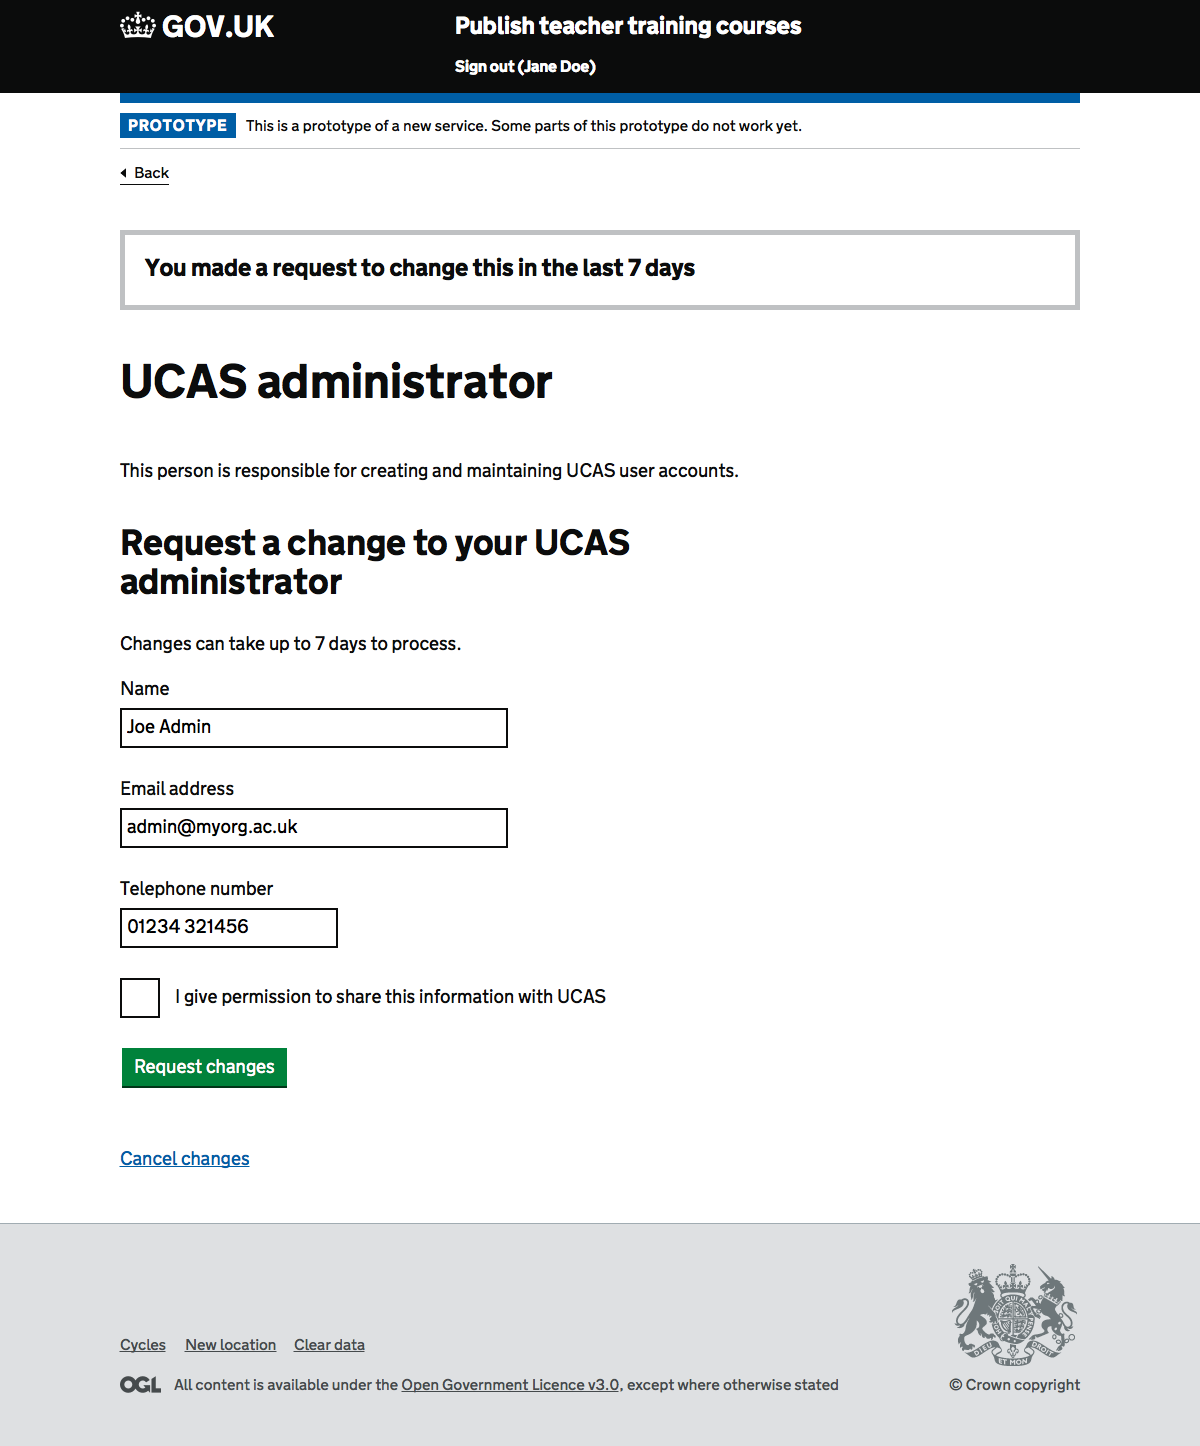 GOV.UK
Publish teacher training courses
Sign out (Jane Doe)
PROTOTYPE This is a prototype of a new service. Some parts of this prototype do not work yet.
Back
You made a request to change this in the last 7 days
UCAS administrator
This person is responsible for creating and maintaining UCAS user accounts.
Request a change to your UCAS
administrator
Changes can take up to 7 days to process.
Name
Joe Admin
Email address
admin@myorg.ac.uk
Telephone number
01234 321456
I give permission to share this information with UCAS
Request changes
Cancel changes
Cycles New location Clear data
OGL All content is available under the Open Government Licence v3.0, except where otherwise stated
DIEU ET MON DROIT
© Crown copyright